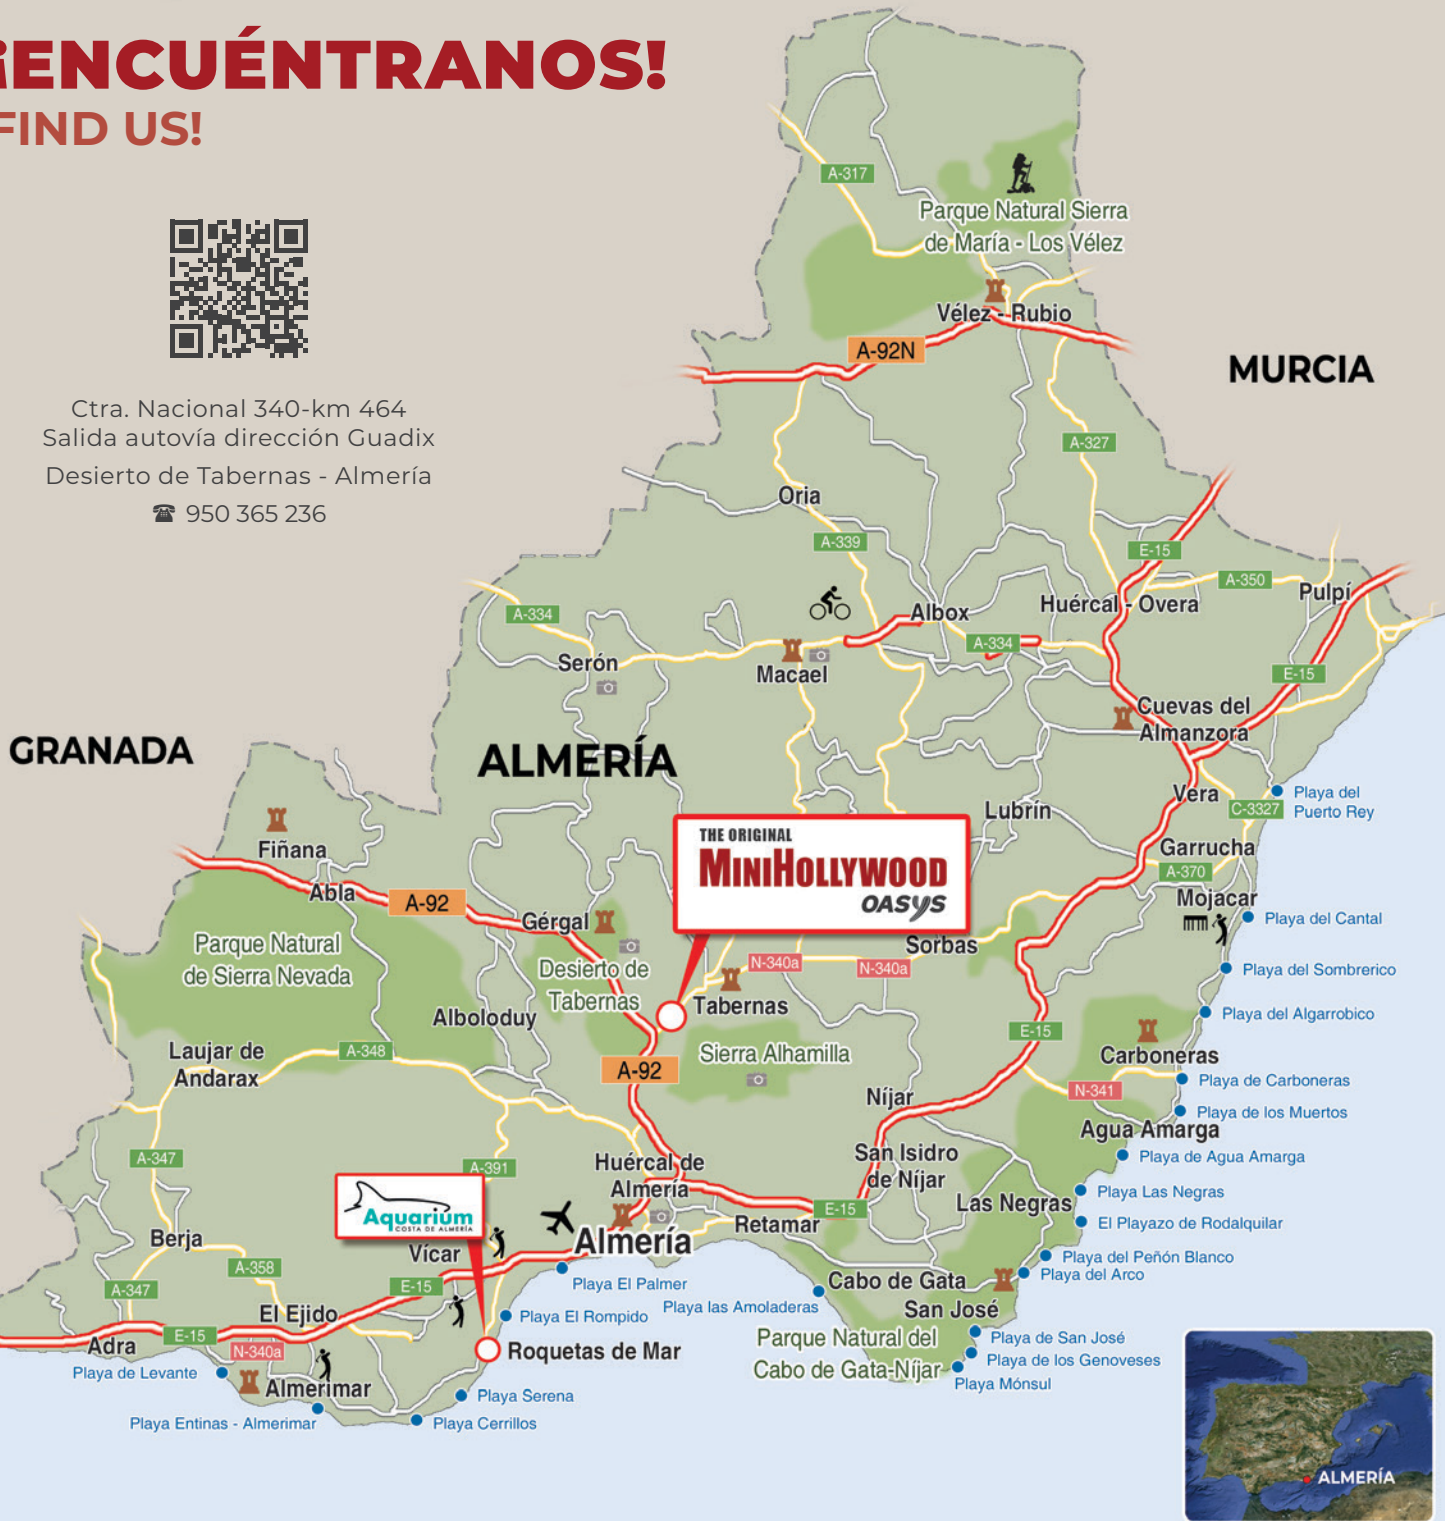 ¡ENCUÉNTRANOS!
FIND US!
Ctra. Nacional 340-km 464
Salida autovía dirección Guadix
Desierto de Tabernas - Almería
☎ 950 365 236
A-317
Parque Natural Sierra
de María - Los Vélez
Vélez - Rubio
A-92N
MURCIA
A-327
Oria
A-339
E-15
A-350
Pulpí
A-334
Albox
Huércal - Overa
A-334
Serón
Macael
E-15
Cuevas del
Almanzora
GRANADA
ALMERÍA
Vera
Playa del
Puerto Rey
C-3327
Lubrín
THE ORIGINAL
MINIHOLLYWOOD
OASYS
Fiñana
Garrucha
A-370
Abla
A-92
Mojacar
Gérgal
Playa del Cantal
Parque Natural
de Sierra Nevada
Sorbas
Desierto de
Tabernas
N-340a
N-340a
Playa del Sombrerico
Tabernas
Alboloduy
Playa del Algarrobico
E-15
Laujar de
Andarax
A-348
Sierra Alhamilla
Carboneras
A-92
Playa de Carboneras
N-341
Níjar
Playa de los Muertos
Agua Amarga
A-347
A-391
Huércal de
Almería
San Isidro
de Níjar
Playa de Agua Amarga
Playa Las Negras
Las Negras
Aquarium
COSTA DE ALMERÍA
E-15
Retamar
El Playazo de Rodalquilar
Berja
Vícar
Almería
Playa del Peñón Blanco
A-358
Playa del Arco
A-347
E-15
Playa El Palmer
Cabo de Gata
El Ejido
Playa El Rompido
Playa las Amoladeras
San José
Adra
E-15
N-340a
Roquetas de Mar
Parque Natural del
Cabo de Gata-Níjar
Playa de San José
Playa de los Genoveses
Playa Mónsul
Playa de Levante
Almerimar
Playa Serena
Playa Entinas - Almerimar
Playa Cerrillos
ALMERÍA